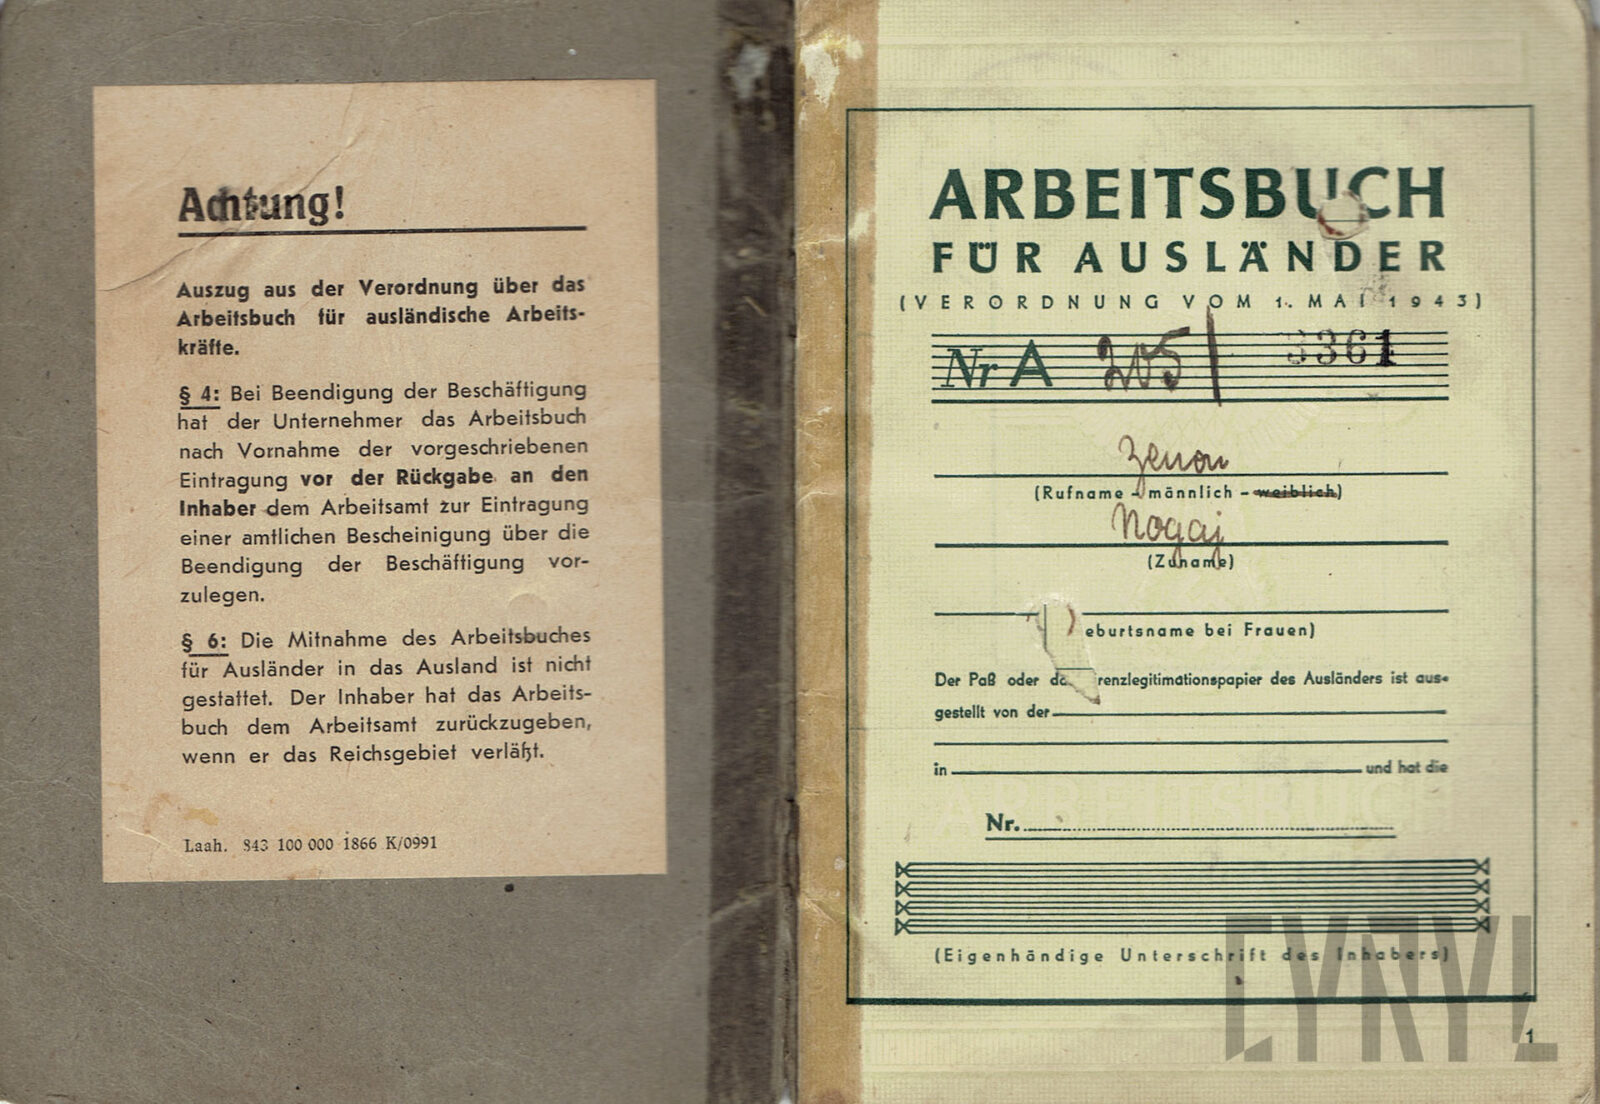 Achtung!
Auszug aus der Verordnung über das
Arbeitsbuch für ausländische Arbeits-
kräfte.
§ 4: Bei Beendigung der Beschäftigung
hat der Unternehmer das Arbeitsbuch
nach Vornahme der vorgeschriebenen
Eintragung vor der Rückgabe an den
Inhaber dem Arbeitsamt zur Eintragung
einer amtlichen Bescheinigung über die
Beendigung der Beschäftigung vor-
zulegen.
§ 6: Die Mitnahme des Arbeitsbuches
für Ausländer in das Ausland ist nicht
gestattet. Der Inhaber hat das Arbeits-
buch dem Arbeitsamt zurückzugeben,
wenn er das Reichsgebiet verläßt.
Laah. 843 100 000 1866 K/0991
ARBEITSBUCH
FÜR AUSLÄNDER
(VERORDNUNG VOM 1. MAI 1943)
Nr A 205/ 3361
Zenon
(Rufname - männlich - weiblich)
Nogaj
(Zuname)
eburtsname bei Frauen)
Der Paß oder da renzlegitimationspapier des Ausländers ist aus-
gestellt von der
in und hat die
ARBEITSBUCH
Nr.
(Eigenhändige Unterschrift des Inhabers)
1